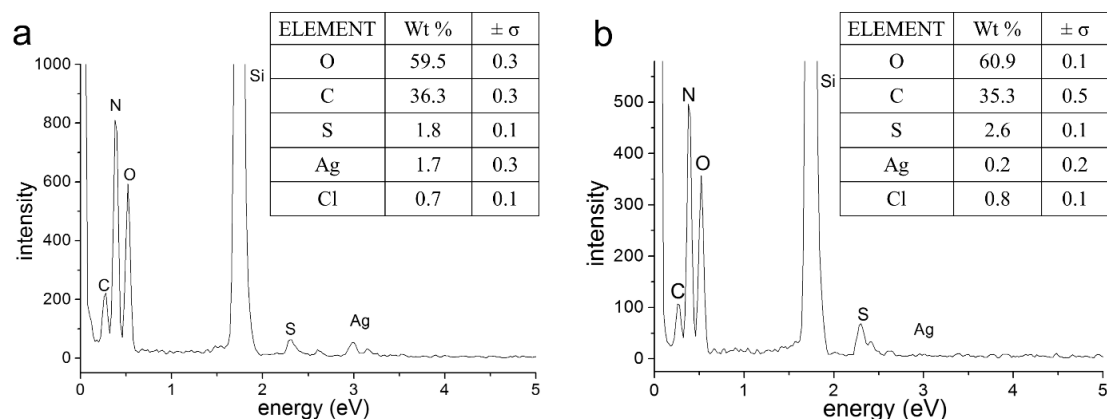 a
ELEMENT Wt % ± σ
O 59.5 0.3
C 36.3 0.3
S 1.8 0.1
Ag 1.7 0.3
Cl 0.7 0.1
1000
800
600
400
200
0
intensity
C
N
O
Si
S
Ag
0 1 2 3 4 5
energy (eV)
b
ELEMENT Wt % ± σ
O 60.9 0.1
C 35.3 0.5
S 2.6 0.1
Ag 0.2 0.2
Cl 0.8 0.1
500
400
300
200
100
0
intensity
C
N
O
Si
S
Ag
0 1 2 3 4 5
energy (eV)